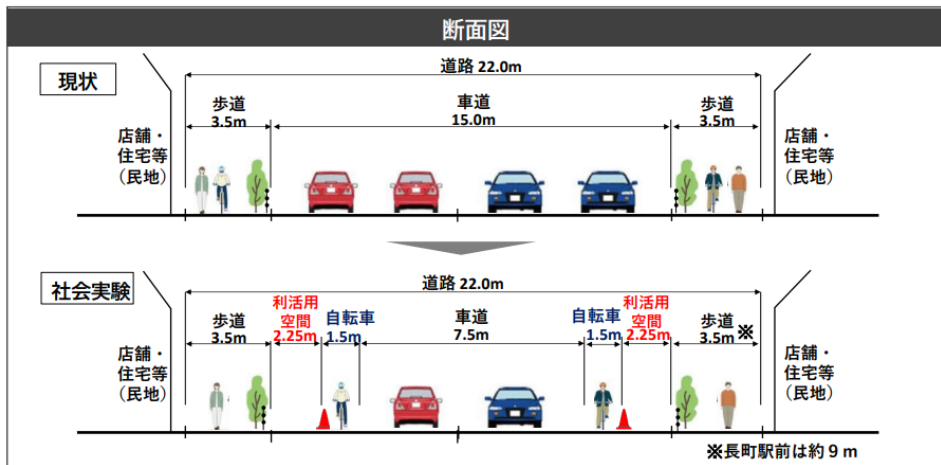 断面図
現状
道路 22.0m
歩道
3.5m
車道
15.0m
歩道
3.5m
店舗・
住宅等
（民地）
店舗・
住宅等
（民地）
社会実験
道路 22.0m
歩道
3.5m
利活用
空間
2.25m
自転車
1.5m
車道
7.5m
自転車
1.5m
利活用
空間
2.25m
歩道
3.5m※
店舗・
住宅等
（民地）
店舗・
住宅等
（民地）
※長町駅前は約９ｍ